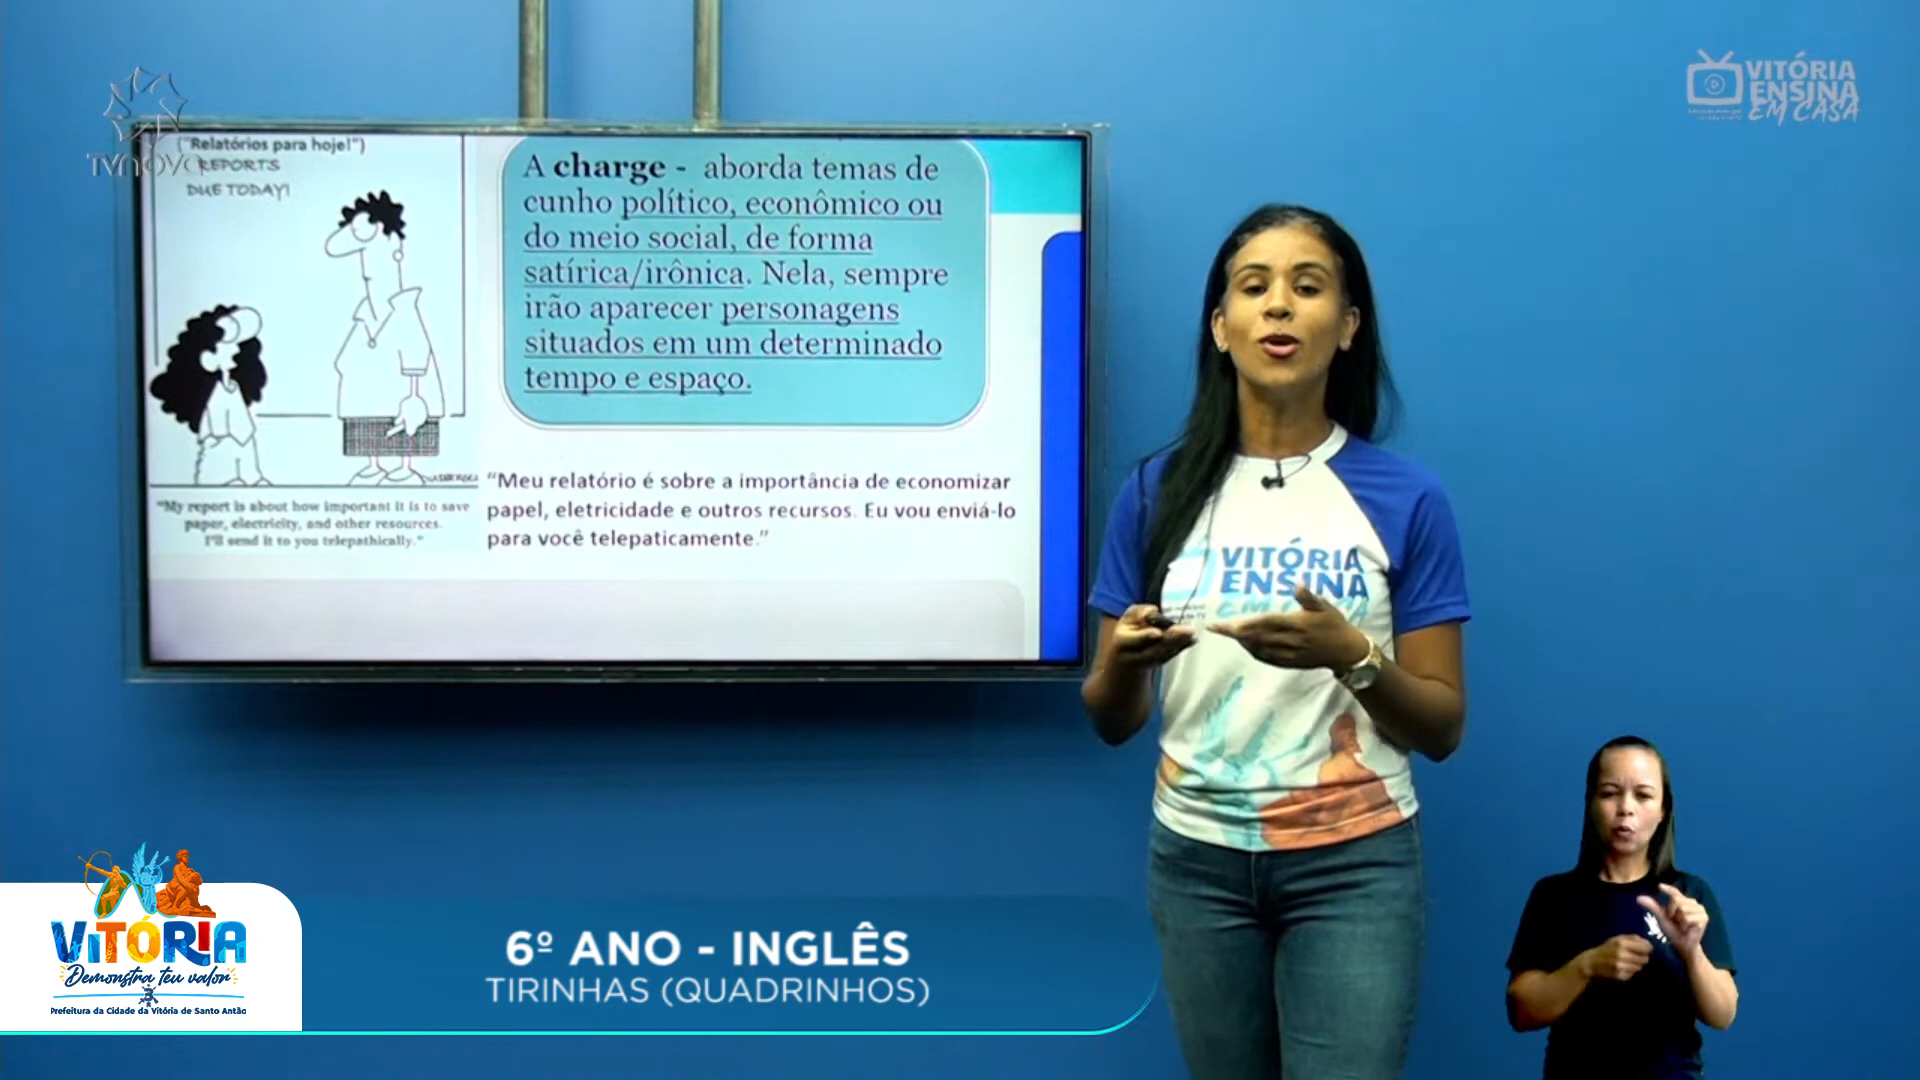 TVnova
VITÓRIA
ENSINA
EM CASA
("Relatórios para hoje!")
REPORTS
DUE TODAY!
A charge - aborda temas de
cunho político, econômico ou
do meio social, de forma
satírica/irônica. Nela, sempre
irão aparecer personagens
situados em um determinado
tempo e espaço.
"My report is about how important it is to save
paper, electricity, and other resources.
I'll send it to you telepathically."
"Meu relatório é sobre a importância de economizar
papel, eletricidade e outros recursos. Eu vou enviá-lo
para você telepaticamente."
VITÓRIA
ENSINA
EM CASA
VITÓRIA
Demonstra teu valor
Prefeitura da Cidade da Vitória de Santo Antão
6º ANO - INGLÊS
TIRINHAS (QUADRINHOS)